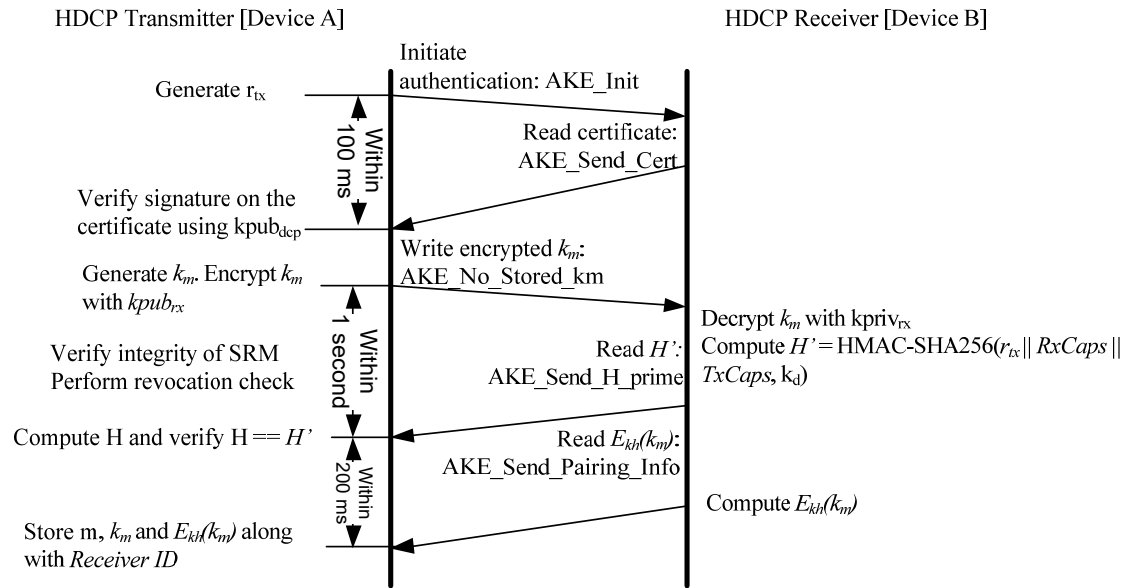 HDCP Transmitter [Device A]
HDCP Receiver [Device B]
Initiate
authentication: AKE_Init
Generate rtx
Within
100 ms
Read certificate:
AKE_Send_Cert
Verify signature on the
certificate using kpubdcp
Write encrypted km:
AKE_No_Stored_km
Generate km. Encrypt km
with kpubrx
Within
1 second
Decrypt km with kprivrx
Compute H' = HMAC-SHA256(rtx || RxCaps ||
TxCaps, kd)
Verify integrity of SRM
Perform revocation check
Read H':
AKE_Send_H_prime
Compute H and verify H == H'
Read Ekh(km):
AKE_Send_Pairing_Info
Within
200 ms
Compute Ekh(km)
Store m, km and Ekh(km) along
with Receiver ID